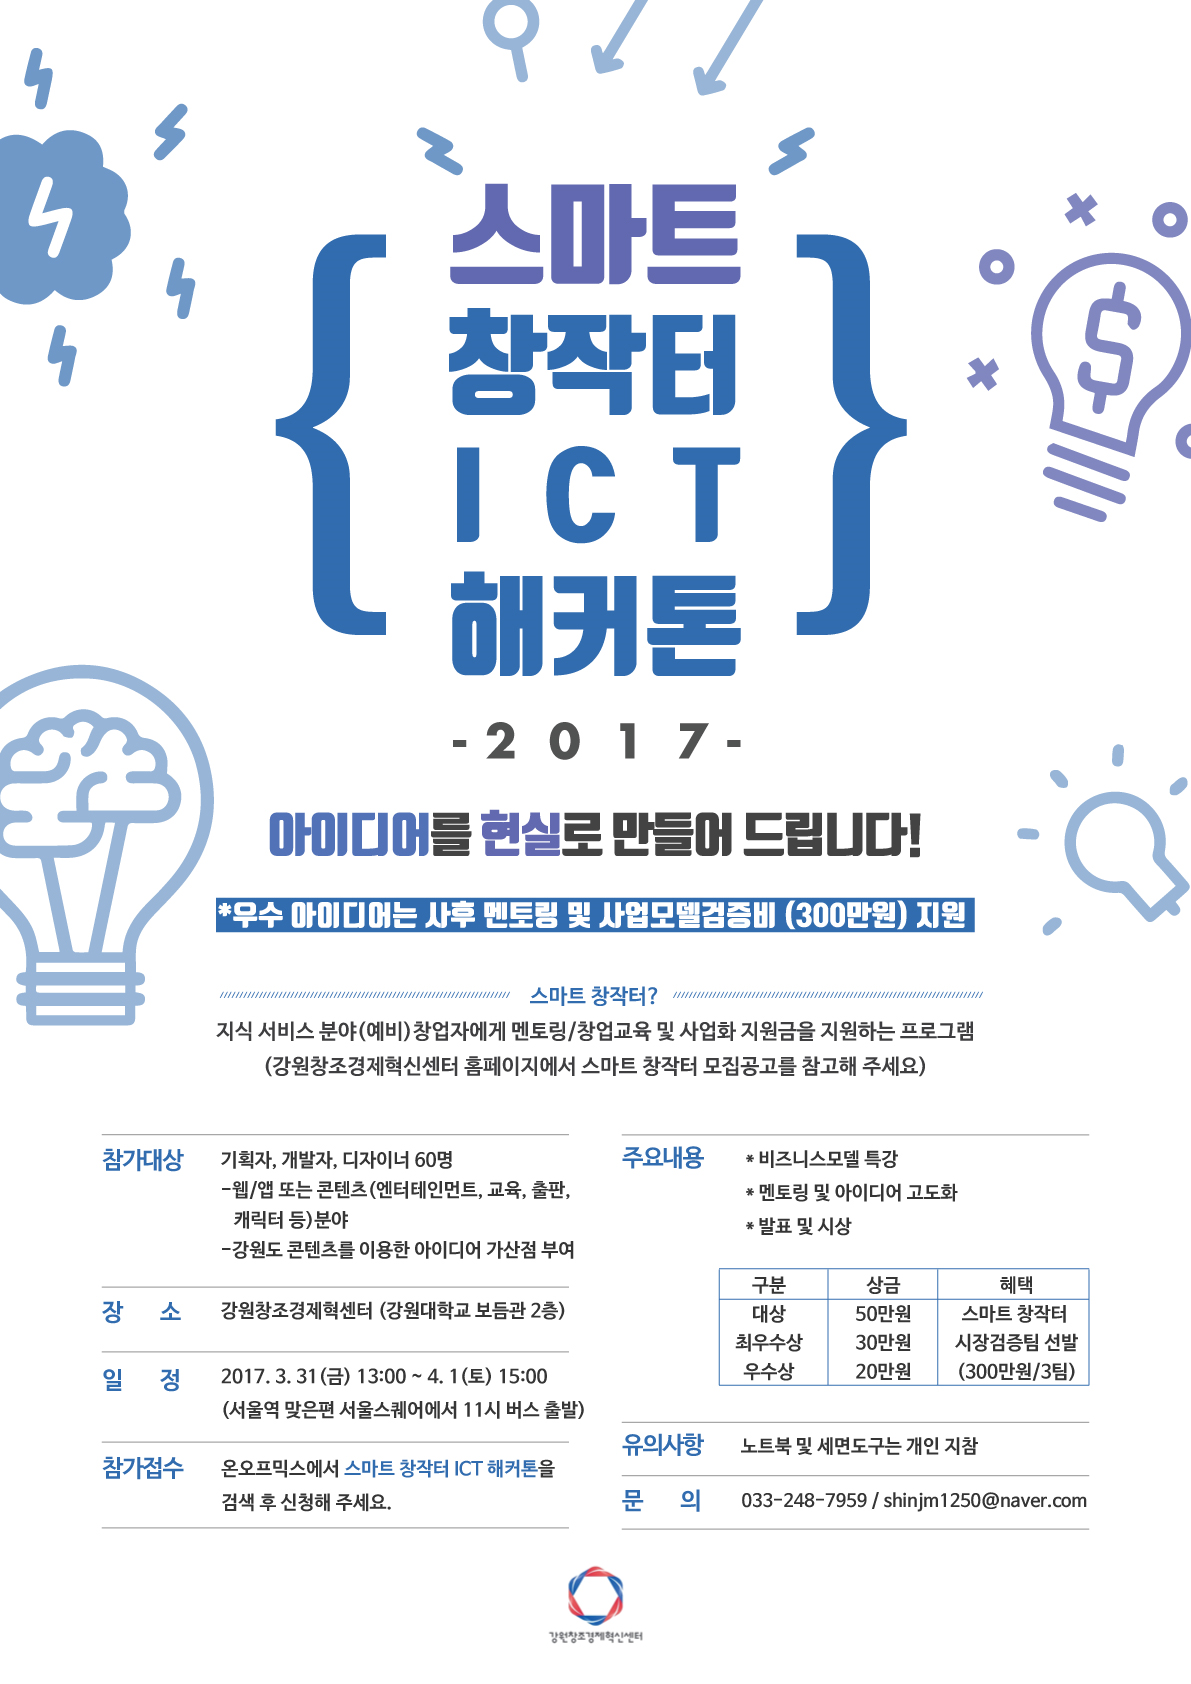 스마트
창작터
ICT
해커톤
-2017-
아이디어를 현실로 만들어 드립니다!
*우수 아이디어는 사후 멘토링 및 사업모델검증비 (300만원) 지원
스마트 창작터?
지식 서비스 분야(예비)창업자에게 멘토링/창업교육 및 사업화 지원금을 지원하는 프로그램
(강원창조경제혁신센터 홈페이지에서 스마트 창작터 모집공고를 참고해 주세요)
참가대상 기획자, 개발자, 디자이너 60명
-웹/앱 또는 콘텐츠(엔터테인먼트, 교육, 출판,
캐릭터 등)분야
-강원도 콘텐츠를 이용한 아이디어 가산점 부여
장 소 강원창조경제혁센터 (강원대학교 보듬관 2층)
일 정 2017. 3. 31(금) 13:00 ~ 4. 1(토) 15:00
(서울역 맞은편 서울스퀘어에서 11시 버스 출발)
참가접수 온오프믹스에서 스마트 창작터 ICT 해커톤을
검색 후 신청해 주세요.
주요내용 * 비즈니스모델 특강
* 멘토링 및 아이디어 고도화
* 발표 및 시상
구분 상금 혜택
대상 50만원 스마트 창작터
최우수상 30만원 시장검증팀 선발
우수상 20만원 (300만원/3팀)
유의사항 노트북 및 세면도구는 개인 지참
문 의 033-248-7959 / shinjm1250@naver.com
강원창조경제혁신센터